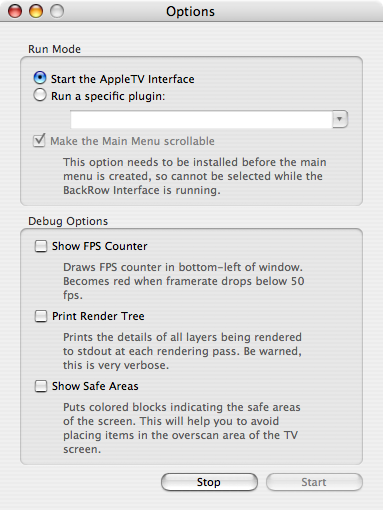 Options
Run Mode
Start the AppleTV Interface
Run a specific plugin:
Make the Main Menu scrollable
This option needs to be installed before the main
menu is created, so cannot be selected while the
BackRow Interface is running.
Debug Options
Show FPS Counter
Draws FPS counter in bottom-left of window.
Becomes red when framerate drops below 50
fps.
Print Render Tree
Prints the details of all layers being rendered
to stdout at each rendering pass. Be warned,
this is very verbose.
Show Safe Areas
Puts colored blocks indicating the safe areas
of the screen. This will help you to avoid
placing items in the overscan area of the TV
screen.
Stop
Start